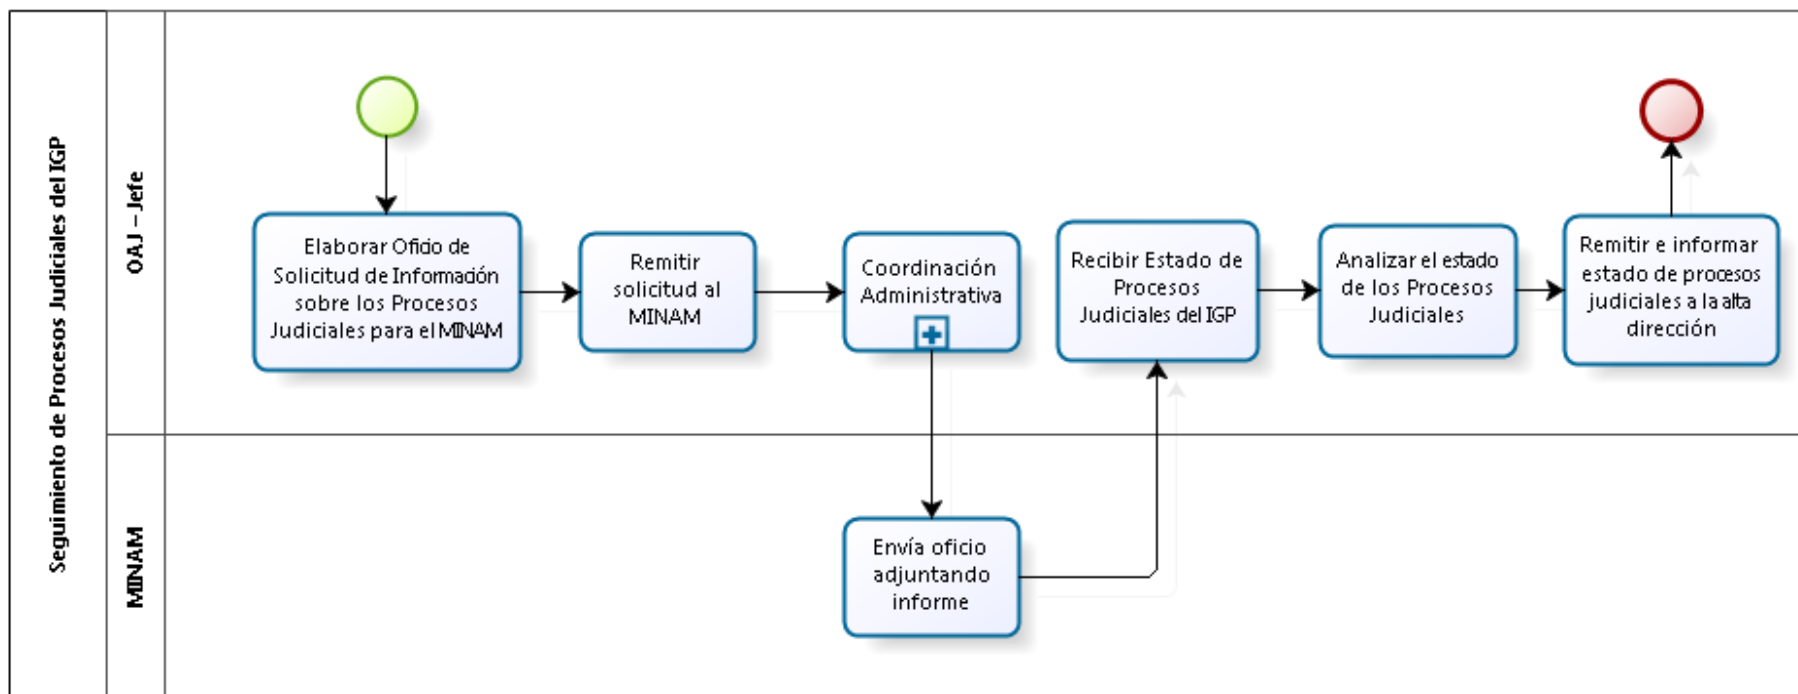 Seguimiento de Procesos Judiciales del IGP
OAJ – Jefe
Elaborar Oficio de
Solicitud de Información
sobre los Procesos
Judiciales para el MINAM
Remitir
solicitud al
MINAM
Coordinación
Administrativa
Recibir Estado de
Procesos
Judiciales del IGP
Analizar el estado
de los Procesos
Judiciales
Remitir e informar
estado de procesos
judiciales a la alta
dirección
MINAM
Envía oficio
adjuntando
informe